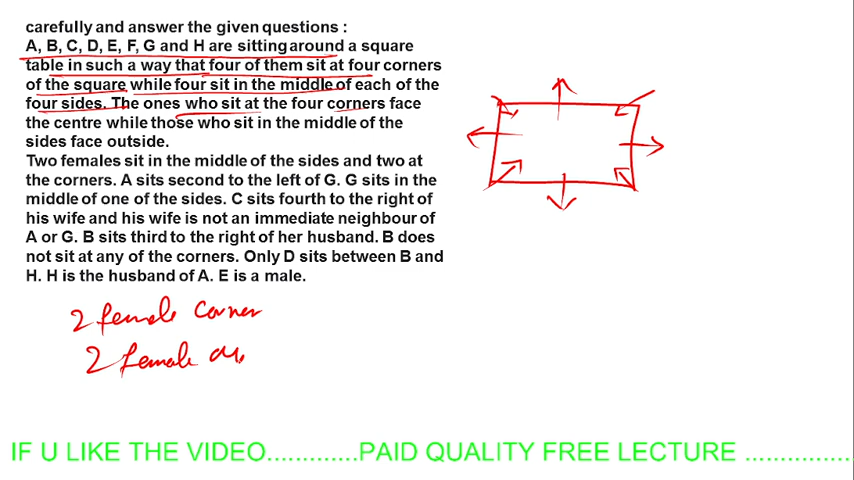 carefully and answer the given questions :
A, B, C, D, E, F, G and H are sitting around a square
table in such a way that four of them sit at four corners
of the square while four sit in the middle of each of the
four sides. The ones who sit at the four corners face
the centre while those who sit in the middle of the
sides face outside.
Two females sit in the middle of the sides and two at
the corners. A sits second to the left of G. G sits in the
middle of one of the sides. C sits fourth to the right of
his wife and his wife is not an immediate neighbour of
A or G. B sits third to the right of her husband. B does
not sit at any of the corners. Only D sits between B and
H. H is the husband of A. E is a male.
2 female corner
2 female
IF U LIKE THE VIDEO.............PAID QUALITY FREE LECTURE ...............